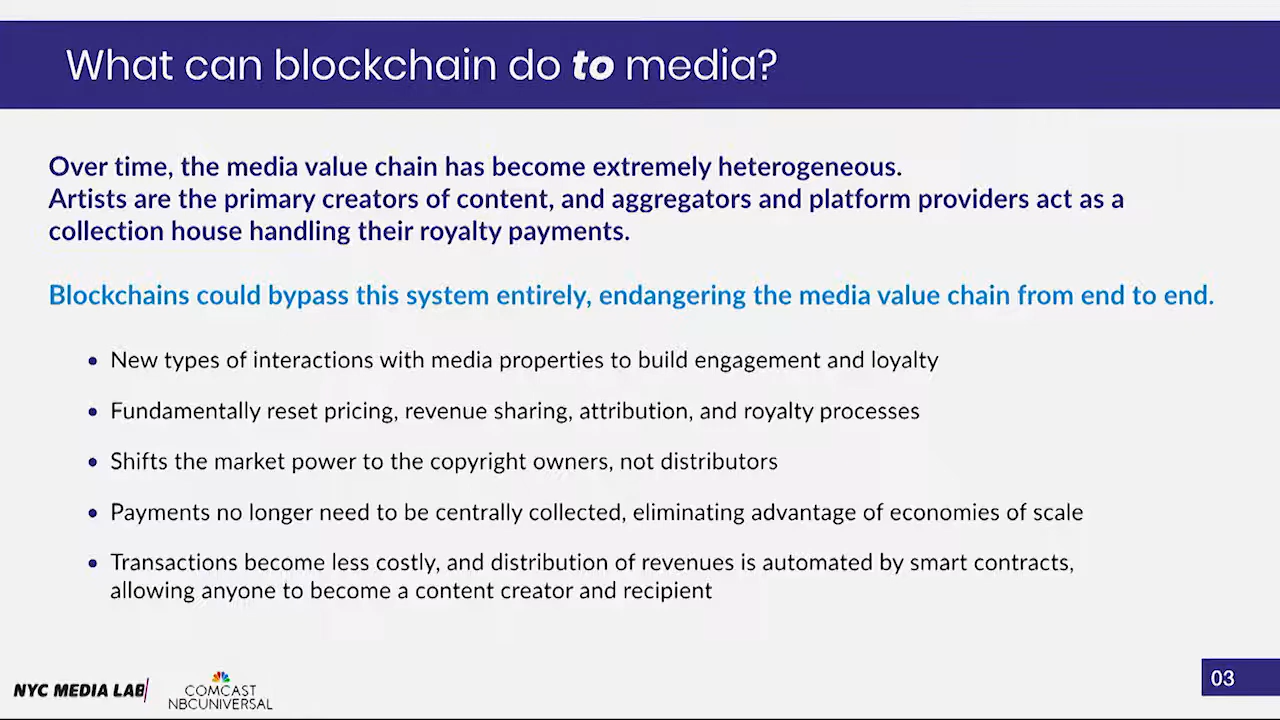 What can blockchain do to media?
Over time, the media value chain has become extremely heterogeneous.
Artists are the primary creators of content, and aggregators and platform providers act as a
collection house handling their royalty payments.
Blockchains could bypass this system entirely, endangering the media value chain from end to end.
• New types of interactions with media properties to build engagement and loyalty
• Fundamentally reset pricing, revenue sharing, attribution, and royalty processes
• Shifts the market power to the copyright owners, not distributors
• Payments no longer need to be centrally collected, eliminating advantage of economies of scale
• Transactions become less costly, and distribution of revenues is automated by smart contracts,
allowing anyone to become a content creator and recipient
NYC MEDIA LAB
COMCAST
NBCUNIVERSAL
03